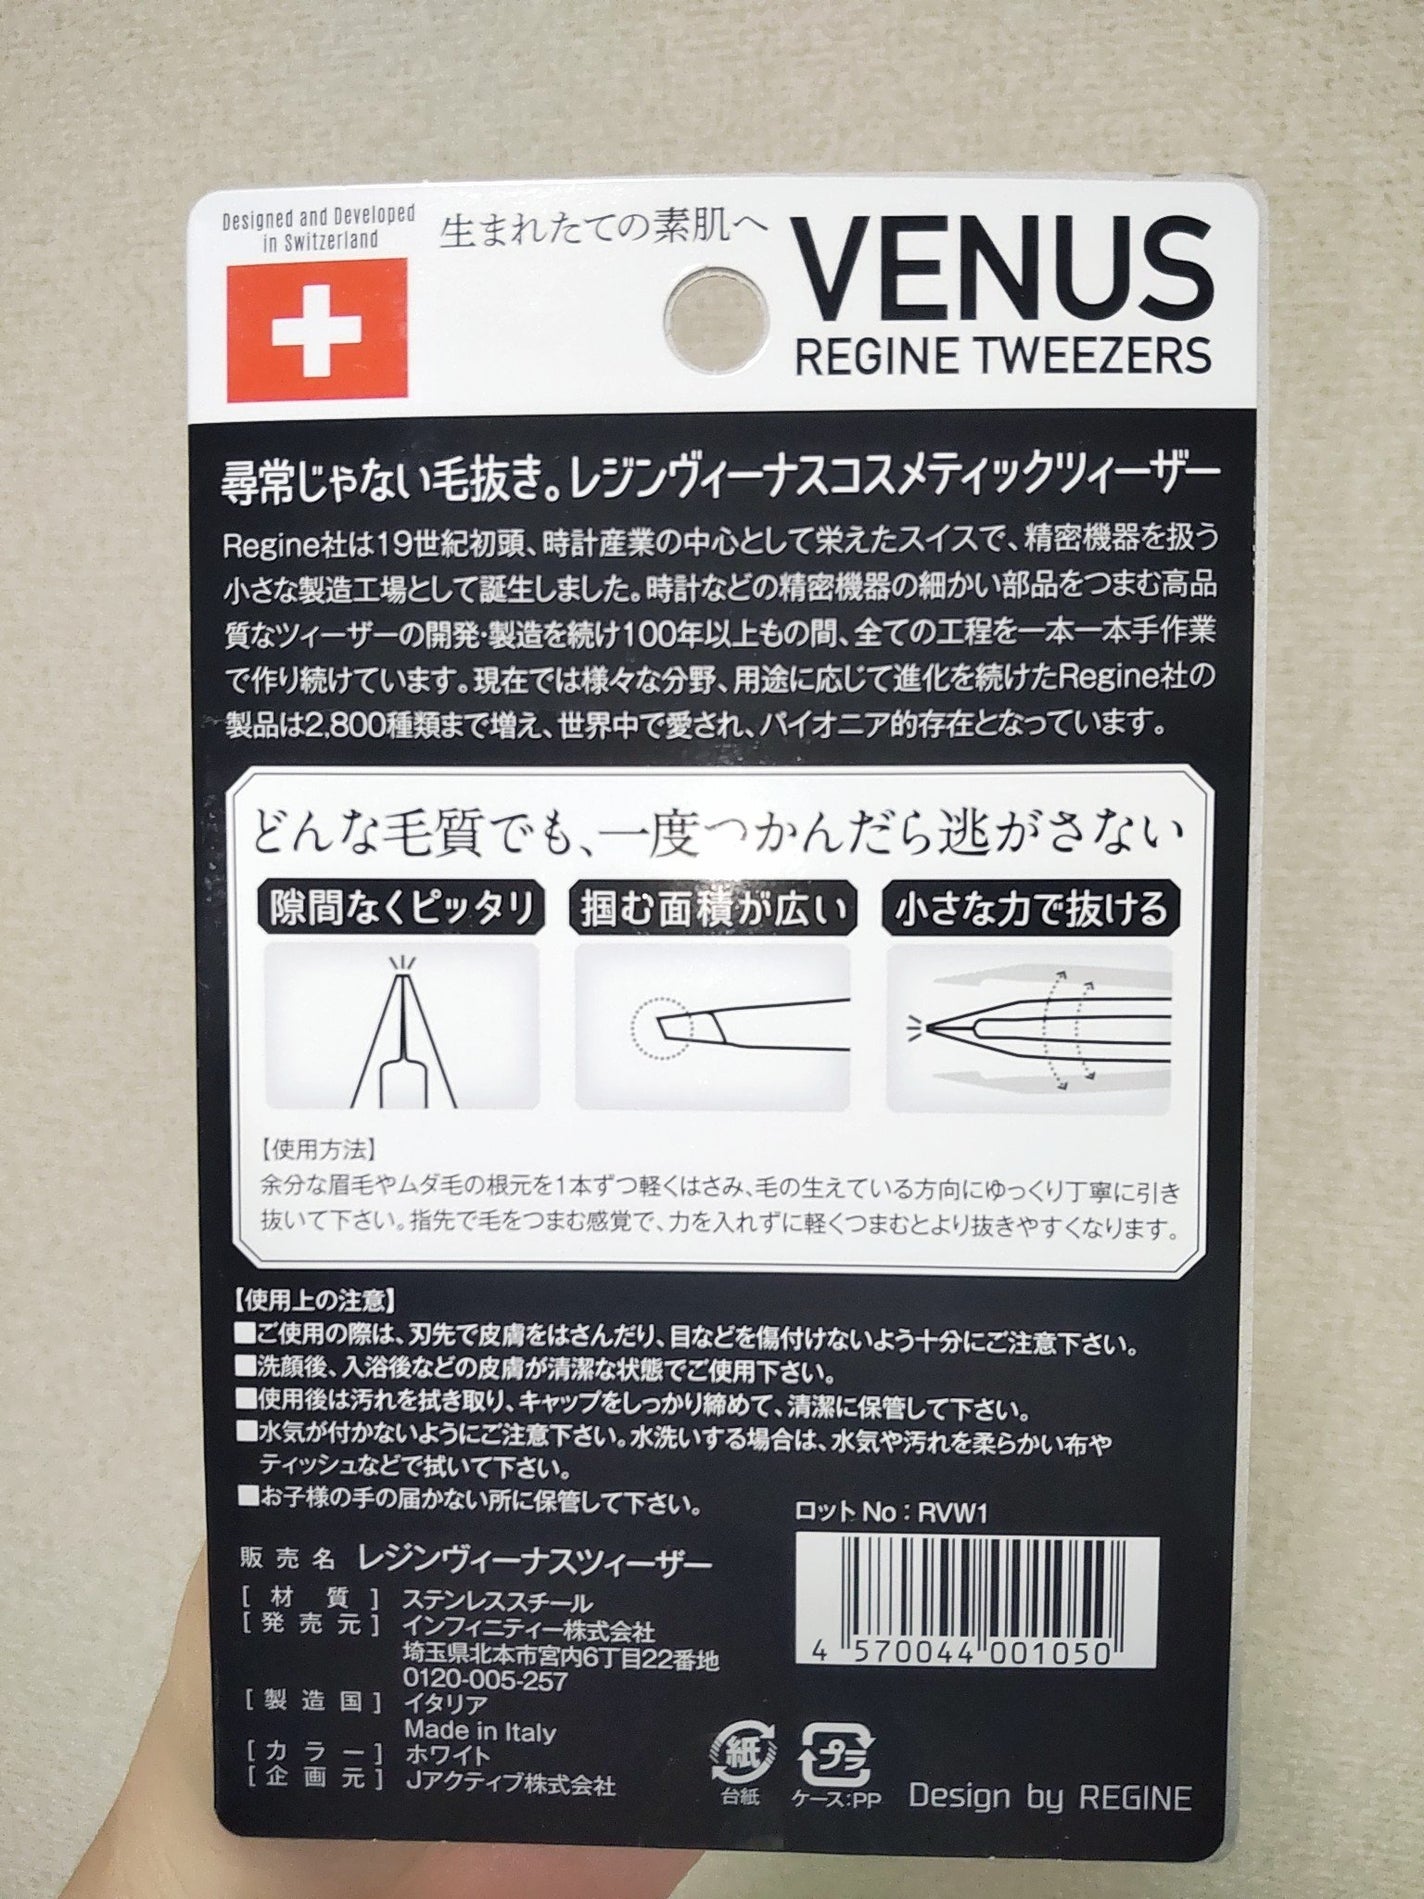 Designed and Developed
in Switzerland
生まれたての素肌へ
VENUS
REGINE TWEEZERS
尋常じゃない毛抜き。レジンヴィーナスコスメティックツィーザー
Regine社は19世紀初頭、時計産業の中心として栄えたスイスで、精密機器を扱う
小さな製造工場として誕生しました。時計などの精密機器の細かい部品をつまむ高品
質なツィーザーの開発・製造を続け100年以上もの間、全ての工程を一本一本手作業
で作り続けています。現在では様々な分野、用途に応じて進化を続けたRegine社の
製品は2,800種類まで増え、世界中で愛され、パイオニア的存在となっています。
どんな毛質でも、一度つかんだら逃がさない
隙間なくピッタリ
掴む面積が広い
小さな力で抜ける
【使用方法】
余分な眉毛やムダ毛の根元を1本ずつ軽くはさみ、毛の生えている方向にゆっくり丁寧に引き
抜いて下さい。指先で毛をつまむ感覚で、力を入れずに軽くつまむとより抜きやすくなります。
【使用上の注意】
■ご使用の際は、刃先で皮膚をはさんだり、目などを傷付けないよう十分にご注意下さい。
■洗顔後、入浴後などの皮膚が清潔な状態でご使用下さい。
■使用後は汚れを拭き取り、キャップをしっかり締めて、清潔に保管して下さい。
■水気が付かないようにご注意下さい。水洗いする場合は、水気や汚れを柔らかい布や
ティッシュなどで拭いて下さい。
■お子様の手の届かない所に保管して下さい。
ロットNo：RVW1
販売名 レジンヴィーナスツィーザー
[材質] ステンレススチール
[発売元] インフィニティー株式会社
埼玉県北本市宮内6丁目22番地
0120-005-257
[製造国] イタリア
Made in Italy
[カラー] ホワイト
[企画元] Jアクティブ株式会社
4 570044 001050
紙
台紙
プラ
ケース:PP
Design by REGINE